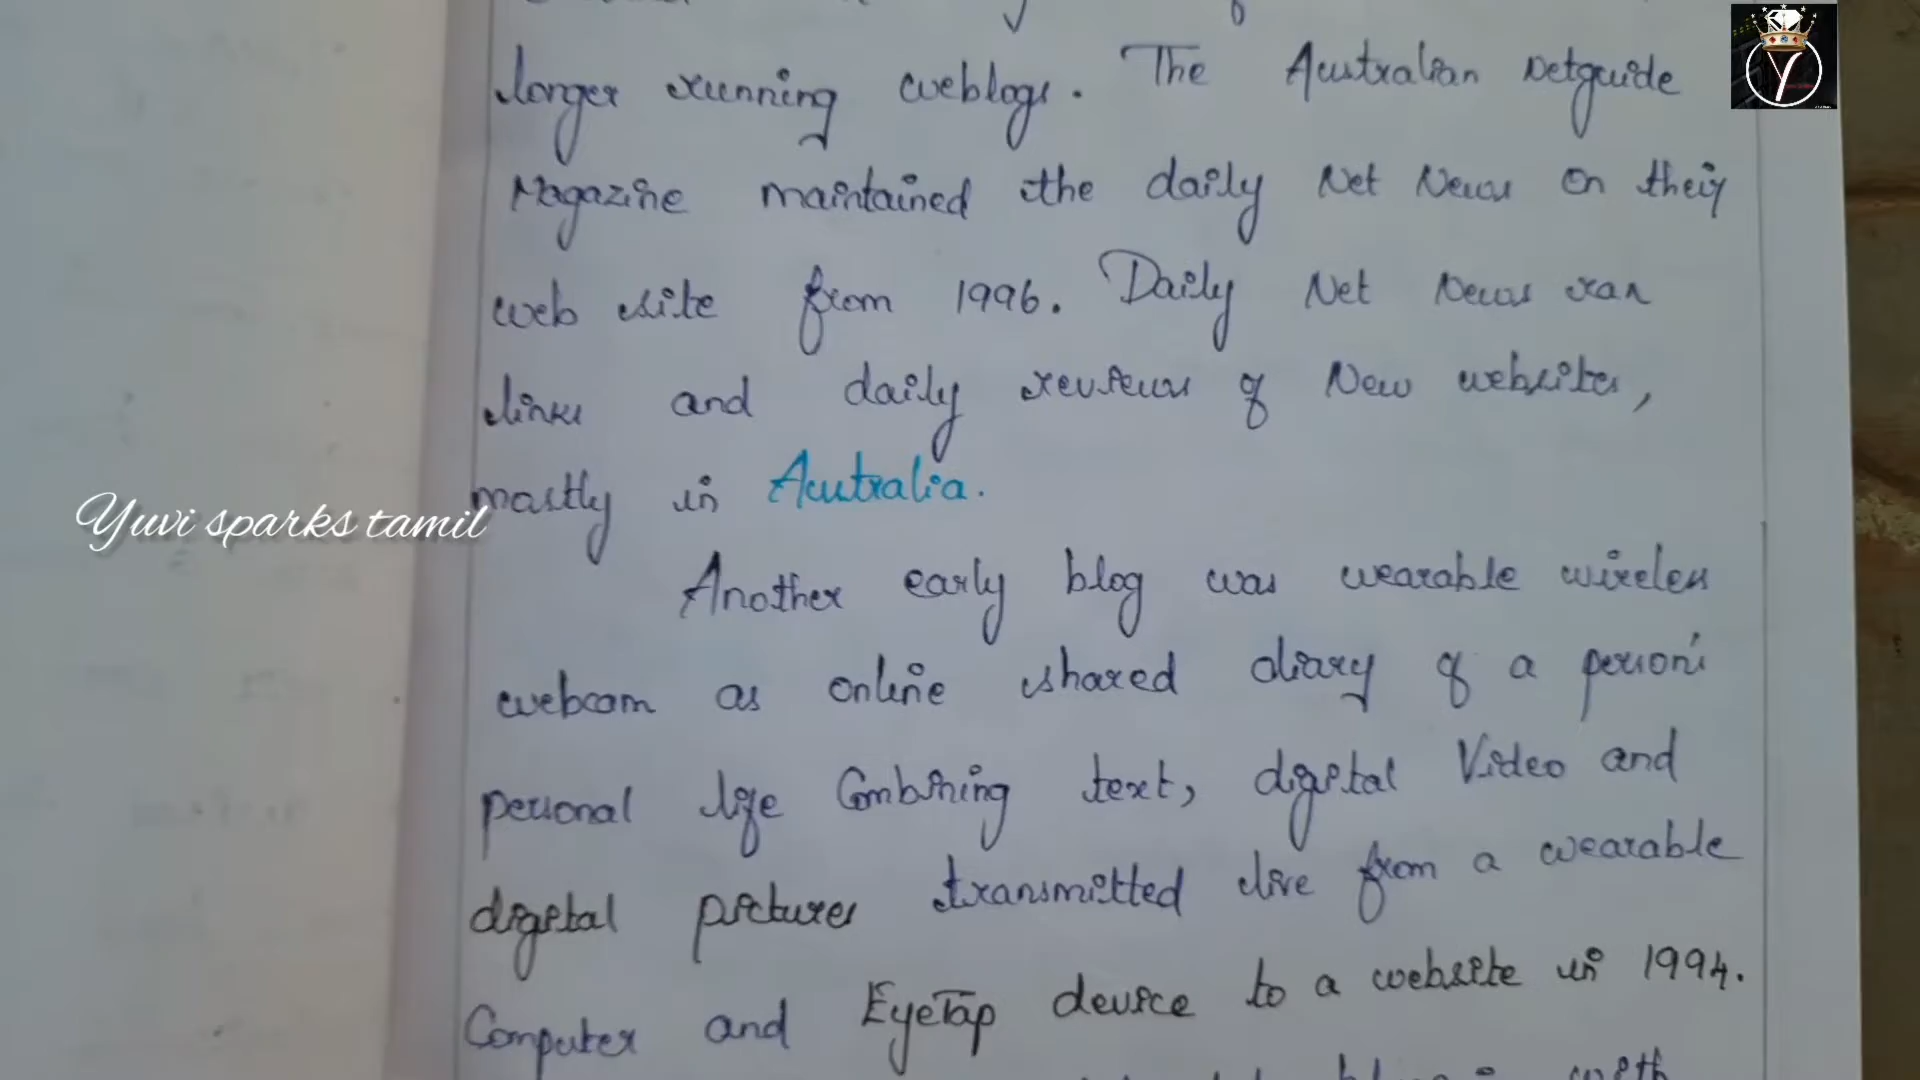 longer running weblogs. The Australian Netguide
Magazine maintained the daily Net News on their
web site from 1996. Daily Net News ran
links and daily reviews of New websites,
mostly in Australia.
Yuvi sparks tamil
Another early blog was wearable wireless
webcam as online shared diary of a person's
personal life Combining text, digital Video and
digital pictures transmitted live from a wearable
Computer and EyeTap device to a website in 1994.
with